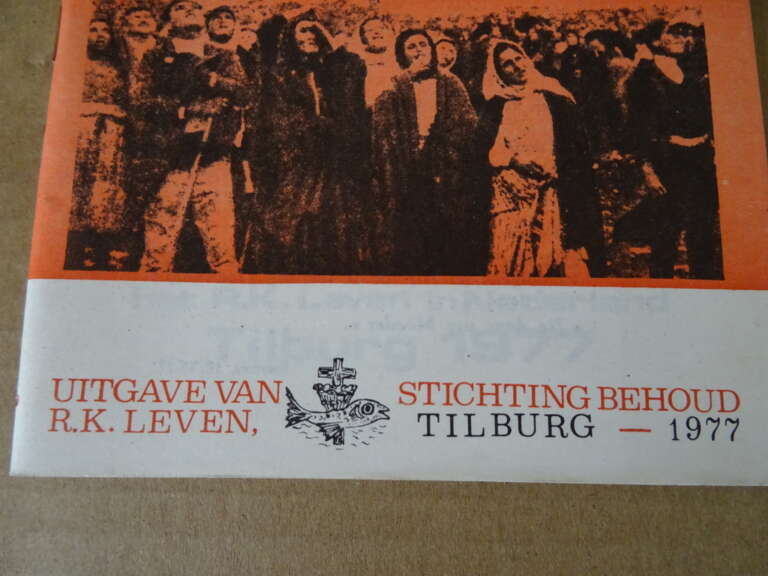 UITGAVE VAN STICHTING BEHOUD
R.K. LEVEN, TILBURG — 1977